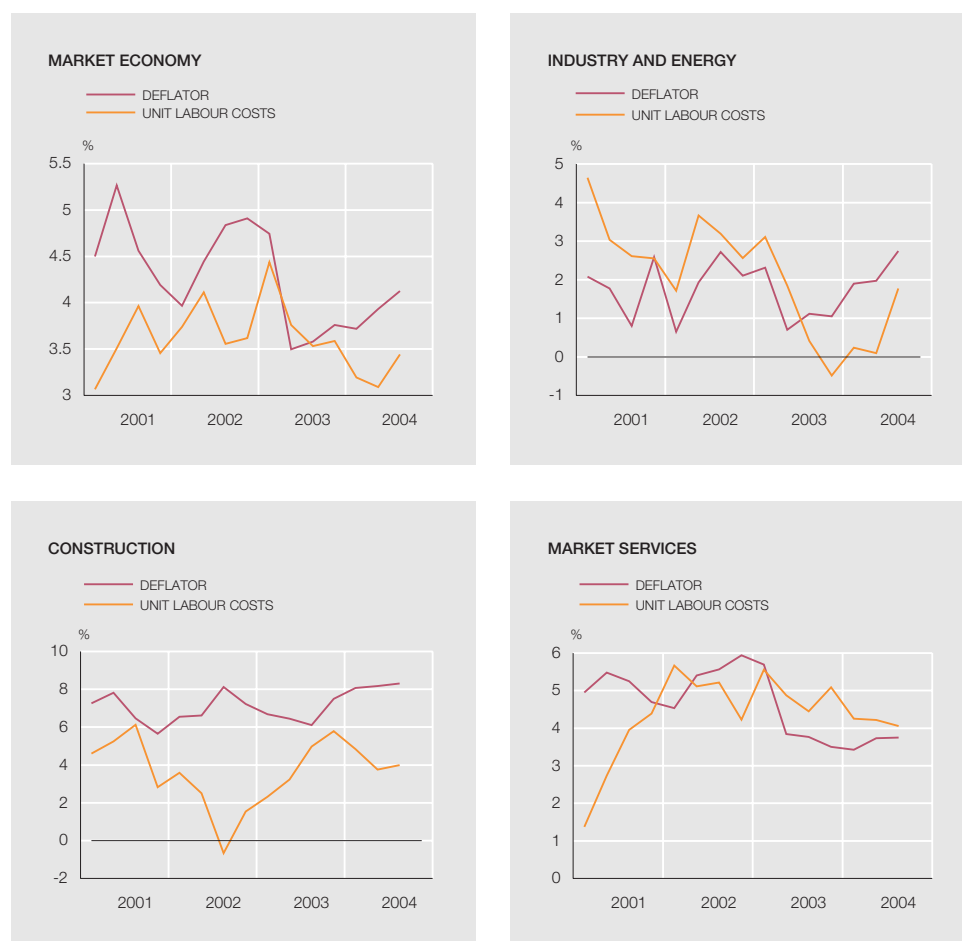 MARKET ECONOMY
DEFLATOR
UNIT LABOUR COSTS
%
5.5
5
4.5
4
3.5
3
2001 2002 2003 2004
INDUSTRY AND ENERGY
DEFLATOR
UNIT LABOUR COSTS
%
5
4
3
2
1
0
-1
2001 2002 2003 2004
CONSTRUCTION
DEFLATOR
UNIT LABOUR COSTS
%
10
8
6
4
2
0
-2
2001 2002 2003 2004
MARKET SERVICES
DEFLATOR
UNIT LABOUR COSTS
%
6
5
4
3
2
1
0
2001 2002 2003 2004